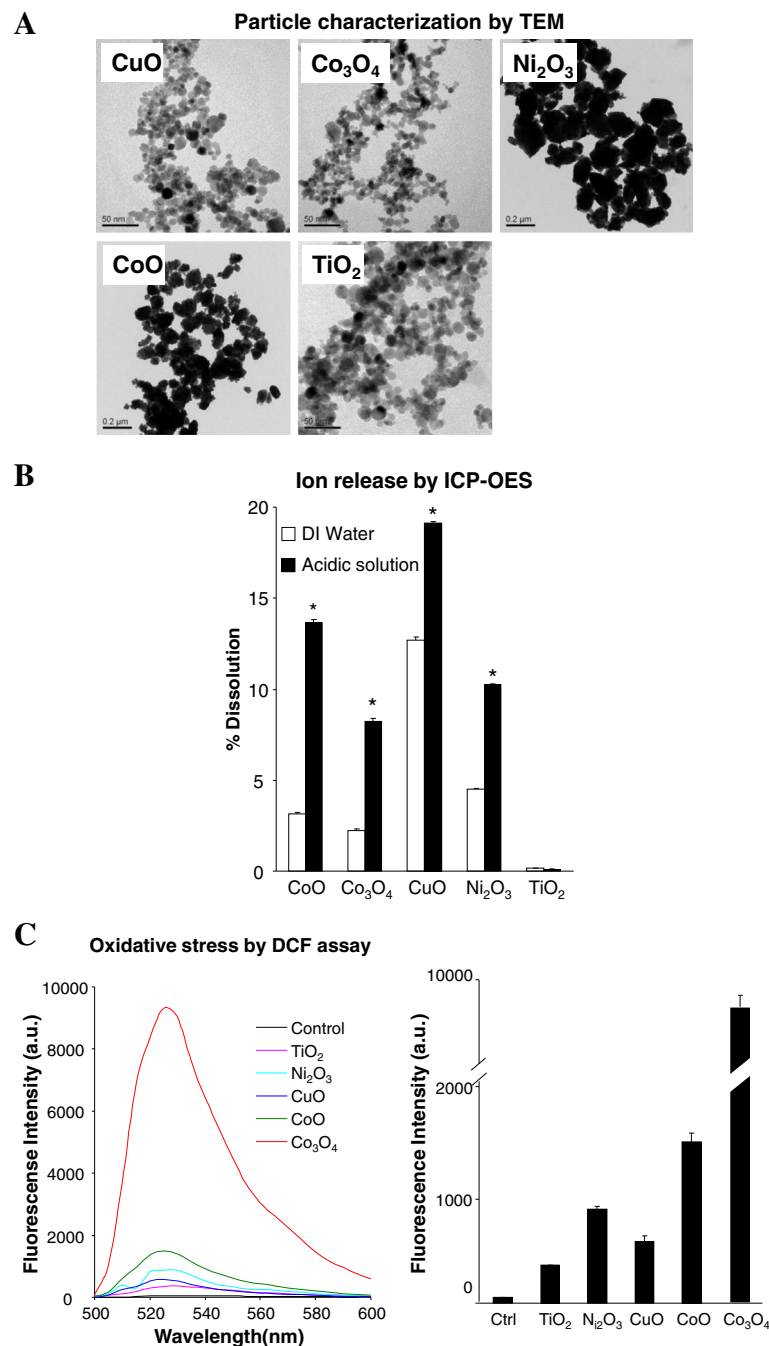 A
Particle characterization by TEM
CuO
Co₃O₄
Ni₂O₃
50 nm
50 nm
0.2 µm
CoO
TiO₂
0.2 µm
50 nm
B
Ion release by ICP-OES
20
15
10
5
0
% Dissolution
DI Water
Acidic solution
*
*
*
*
CoO
Co₃O₄
CuO
Ni₂O₃
TiO₂
C
Oxidative stress by DCF assay
10000
8000
6000
4000
2000
0
Fluorescense Intensity (a.u.)
Control
TiO₂
Ni₂O₃
CuO
CoO
Co₃O₄
500
520
540
560
580
600
Wavelength(nm)
10000
2000
1000
0
Fluorescence Intensity (a.u.)
Ctrl
TiO₂
Ni₂O₃
CuO
CoO
Co₃O₄